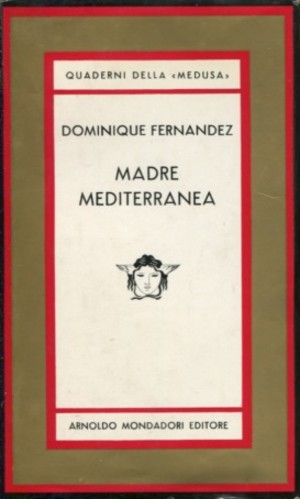 QUADERNI DELLA «MEDUSA»
DOMINIQUE FERNANDEZ
MADRE
MEDITERRANEA
ARNOLDO MONDADORI EDITORE